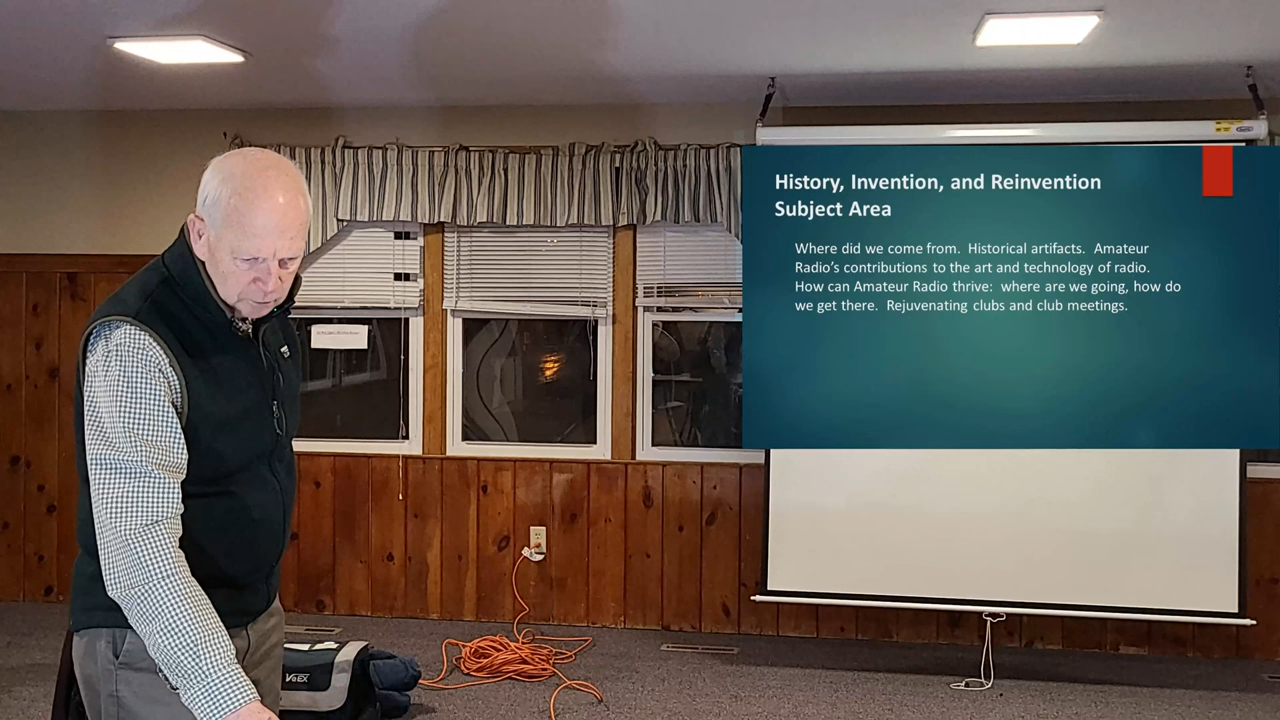 History, Invention, and Reinvention
Subject Area
Where did we come from. Historical artifacts. Amateur
Radio's contributions to the art and technology of radio.
How can Amateur Radio thrive: where are we going, how do
we get there. Rejuvenating clubs and club meetings.
VeEX